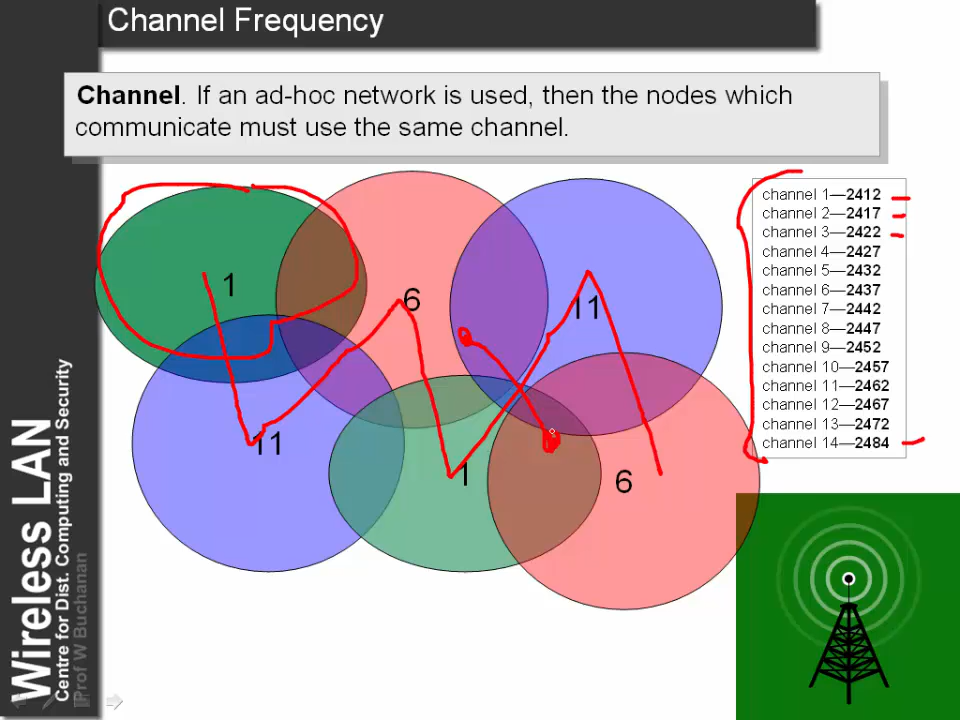 Channel Frequency
Channel. If an ad-hoc network is used, then the nodes which
communicate must use the same channel.
1
6
11
11
1
6
channel 1—2412
channel 2—2417
channel 3—2422
channel 4—2427
channel 5—2432
channel 6—2437
channel 7—2442
channel 8—2447
channel 9—2452
channel 10—2457
channel 11—2462
channel 12—2467
channel 13—2472
channel 14—2484
Wireless LAN
Centre for Dist. Computing and Security
Prof W Buchanan